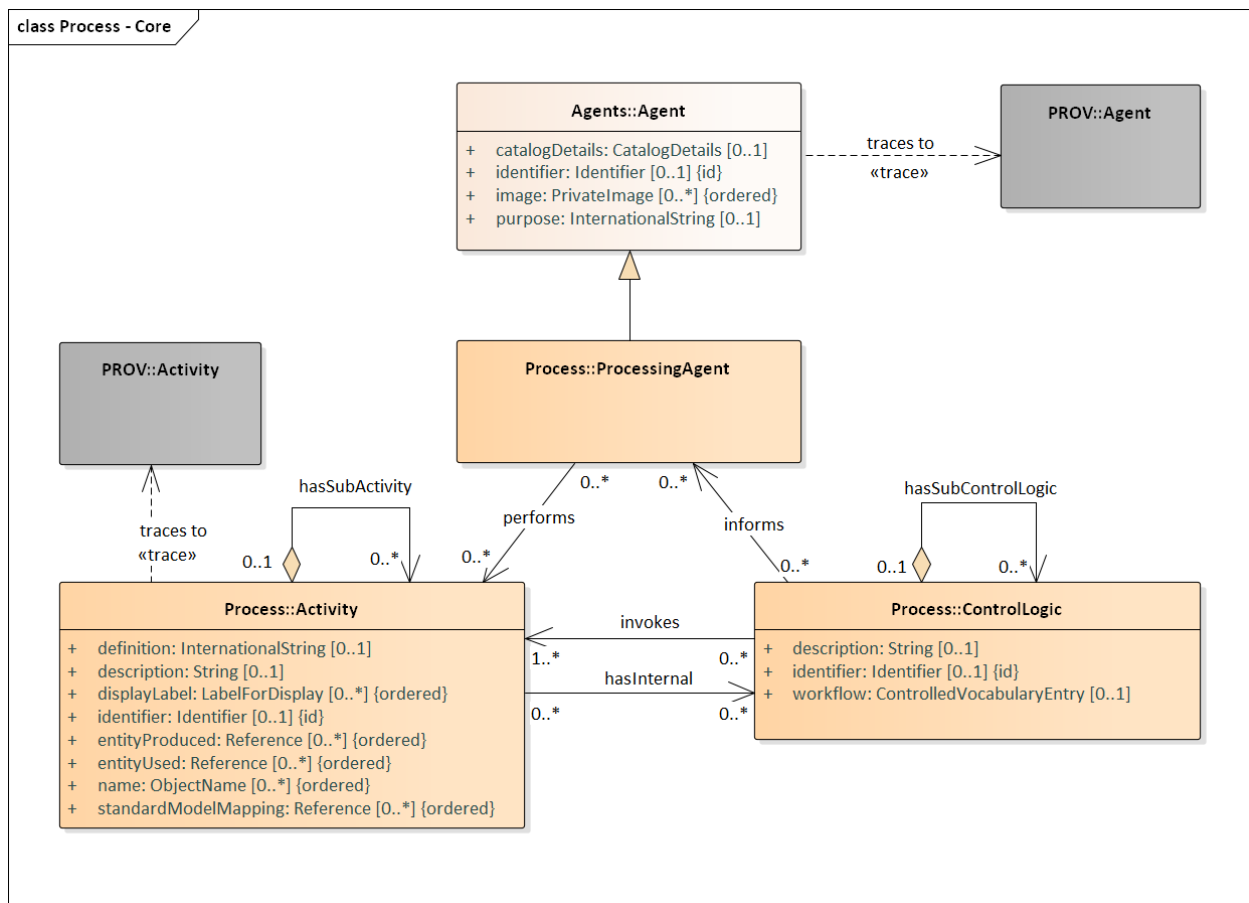 class Process - Core
Agents::Agent
+ catalogDetails: CatalogDetails [0..1]
+ identifier: Identifier [0..1] {id}
+ image: PrivateImage [0..*] {ordered}
+ purpose: InternationalString [0..1]
traces to
«trace»
PROV::Agent
PROV::Activity
Process::ProcessingAgent
traces to
«trace»
hasSubActivity
0..1
0..*
0..*
performs
0..*
0..*
informs
0..*
hasSubControlLogic
0..1
0..*
Process::Activity
+ definition: InternationalString [0..1]
+ description: String [0..1]
+ displayLabel: LabelForDisplay [0..*] {ordered}
+ identifier: Identifier [0..1] {id}
+ entityProduced: Reference [0..*] {ordered}
+ entityUsed: Reference [0..*] {ordered}
+ name: ObjectName [0..*] {ordered}
+ standardModelMapping: Reference [0..*] {ordered}
invokes
1..*
0..*
hasInternal
0..*
0..*
Process::ControlLogic
+ description: String [0..1]
+ identifier: Identifier [0..1] {id}
+ workflow: ControlledVocabularyEntry [0..1]